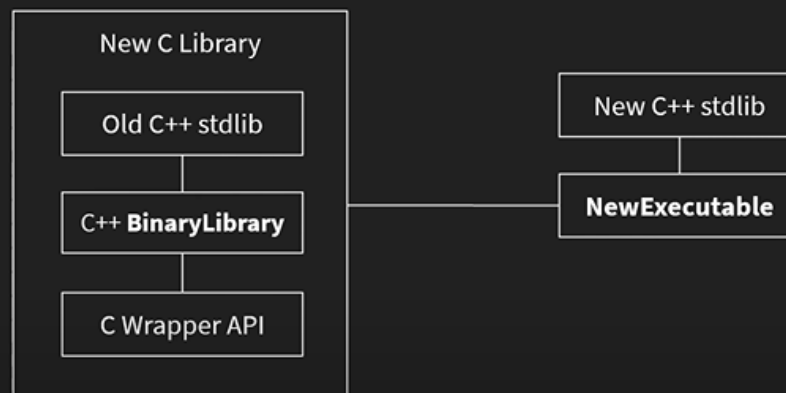 New C Library
Old C++ stdlib
C++ BinaryLibrary
C Wrapper API
New C++ stdlib
NewExecutable